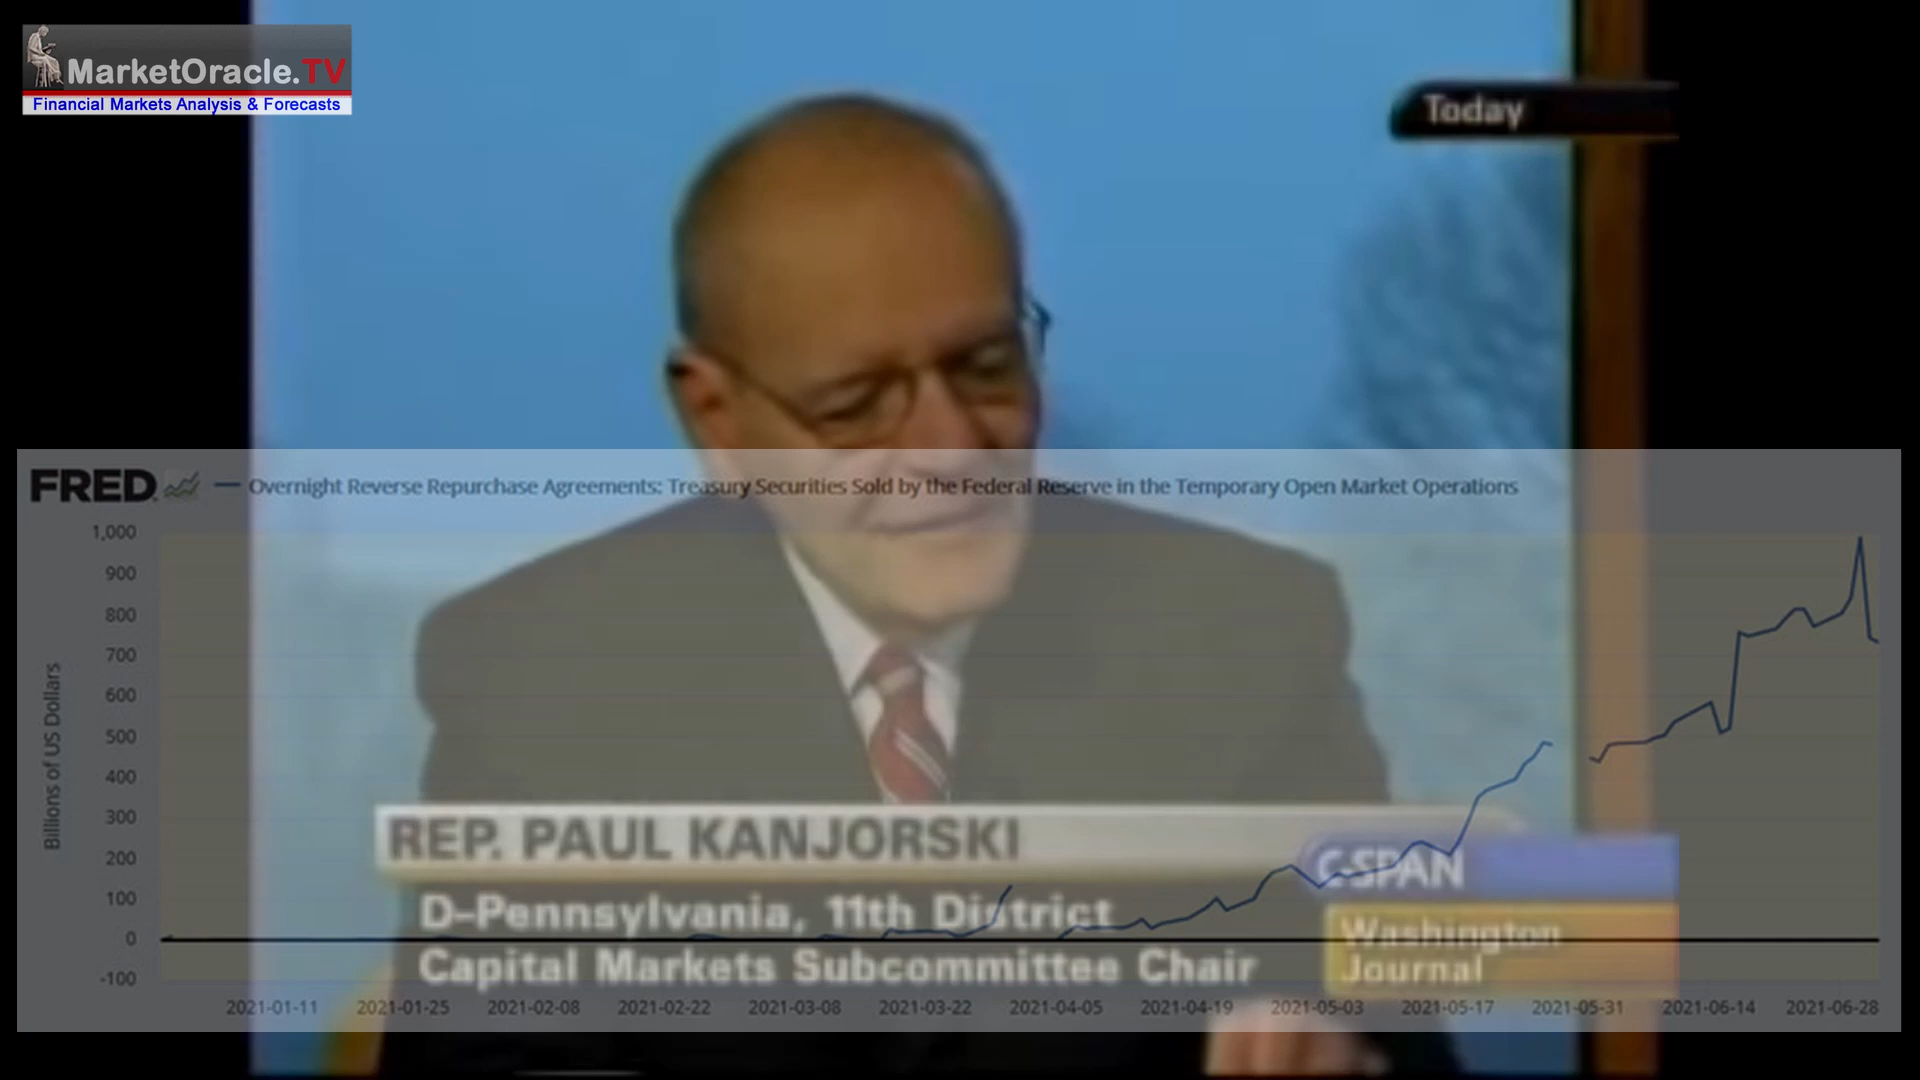 MarketOracle.TV
Financial Markets Analysis & Forecasts
Today
FRED
Overnight Reverse Repurchase Agreements: Treasury Securities Sold by the Federal Reserve in the Temporary Open Market Operations
1,000
900
800
700
600
500
400
300
200
100
0
-100
Billions of US Dollars
REP. PAUL KANJORSKI
C-SPAN
D–Pennsylvania, 11th District
Washington
Capital Markets Subcommittee Chair
Journal
2021-01-11 2021-01-25 2021-02-08 2021-02-22 2021-03-08 2021-03-22 2021-04-05 2021-04-19 2021-05-03 2021-05-17 2021-05-31 2021-06-14 2021-06-28